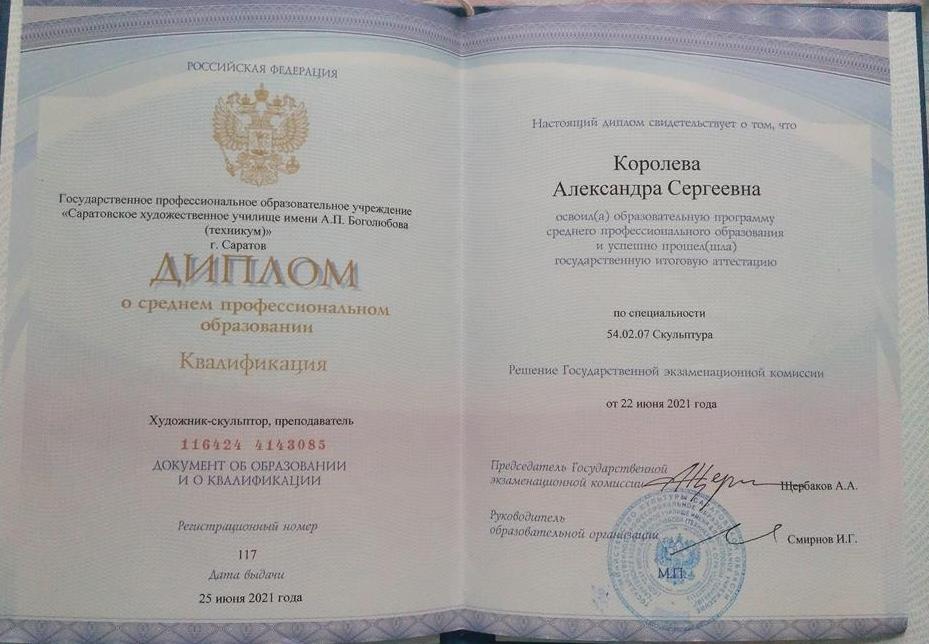 РОССИЙСКАЯ ФЕДЕРАЦИЯ
Государственное профессиональное образовательное учреждение
«Саратовское художественное училище имени А.П. Боголюбова
(техникум)»
г. Саратов
ДИПЛОМ
о среднем профессиональном
образовании
Квалификация
Художник-скульптор, преподаватель
116424 4143085
ДОКУМЕНТ ОБ ОБРАЗОВАНИИ
И О КВАЛИФИКАЦИИ
Регистрационный номер
117
Дата выдачи
25 июня 2021 года
Настоящий диплом свидетельствует о том, что
Королева
Александра Сергеевна
освоил(а) образовательную программу
среднего профессионального образования
и успешно прошел(шла)
государственную итоговую аттестацию
по специальности
54.02.07 Скульптура
Решение Государственной экзаменационной комиссии
от 22 июня 2021 года
Председатель Государственной
экзаменационной комиссии
Щербаков А.А.
Руководитель
образовательной организации
Смирнов И.Г.
М.П.